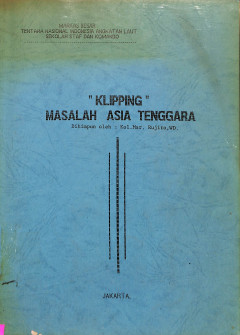 MARKAS BESAR
TENTARA NASIONAL INDONESIA ANGKATAN LAUT
SEKOLAH STAF DAN KOMANDO
"KLIPPING"
MASALAH ASIA TENGGARA
Dihimpun oleh : Kol.Mar. Sujito,WD.
JAKARTA,